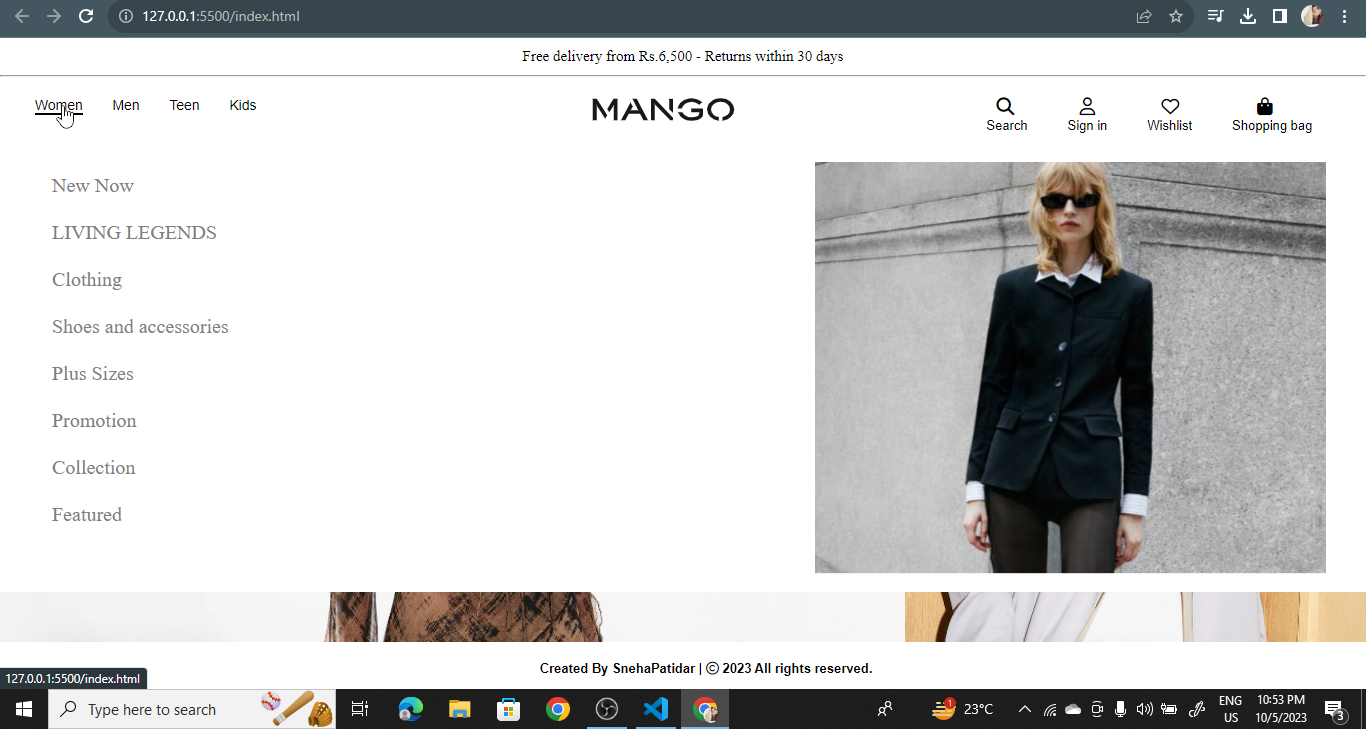 127.0.0.1:5500/index.html
Free delivery from Rs.6,500 - Returns within 30 days
Women Men Teen Kids
MANGO
Search Sign in Wishlist Shopping bag
New Now
LIVING LEGENDS
Clothing
Shoes and accessories
Plus Sizes
Promotion
Collection
Featured
Created By SnehaPatidar | © 2023 All rights reserved.
127.0.0.1:5500/index.html
Type here to search
1
23°C
ENG
US
10:53 PM
10/5/2023
3